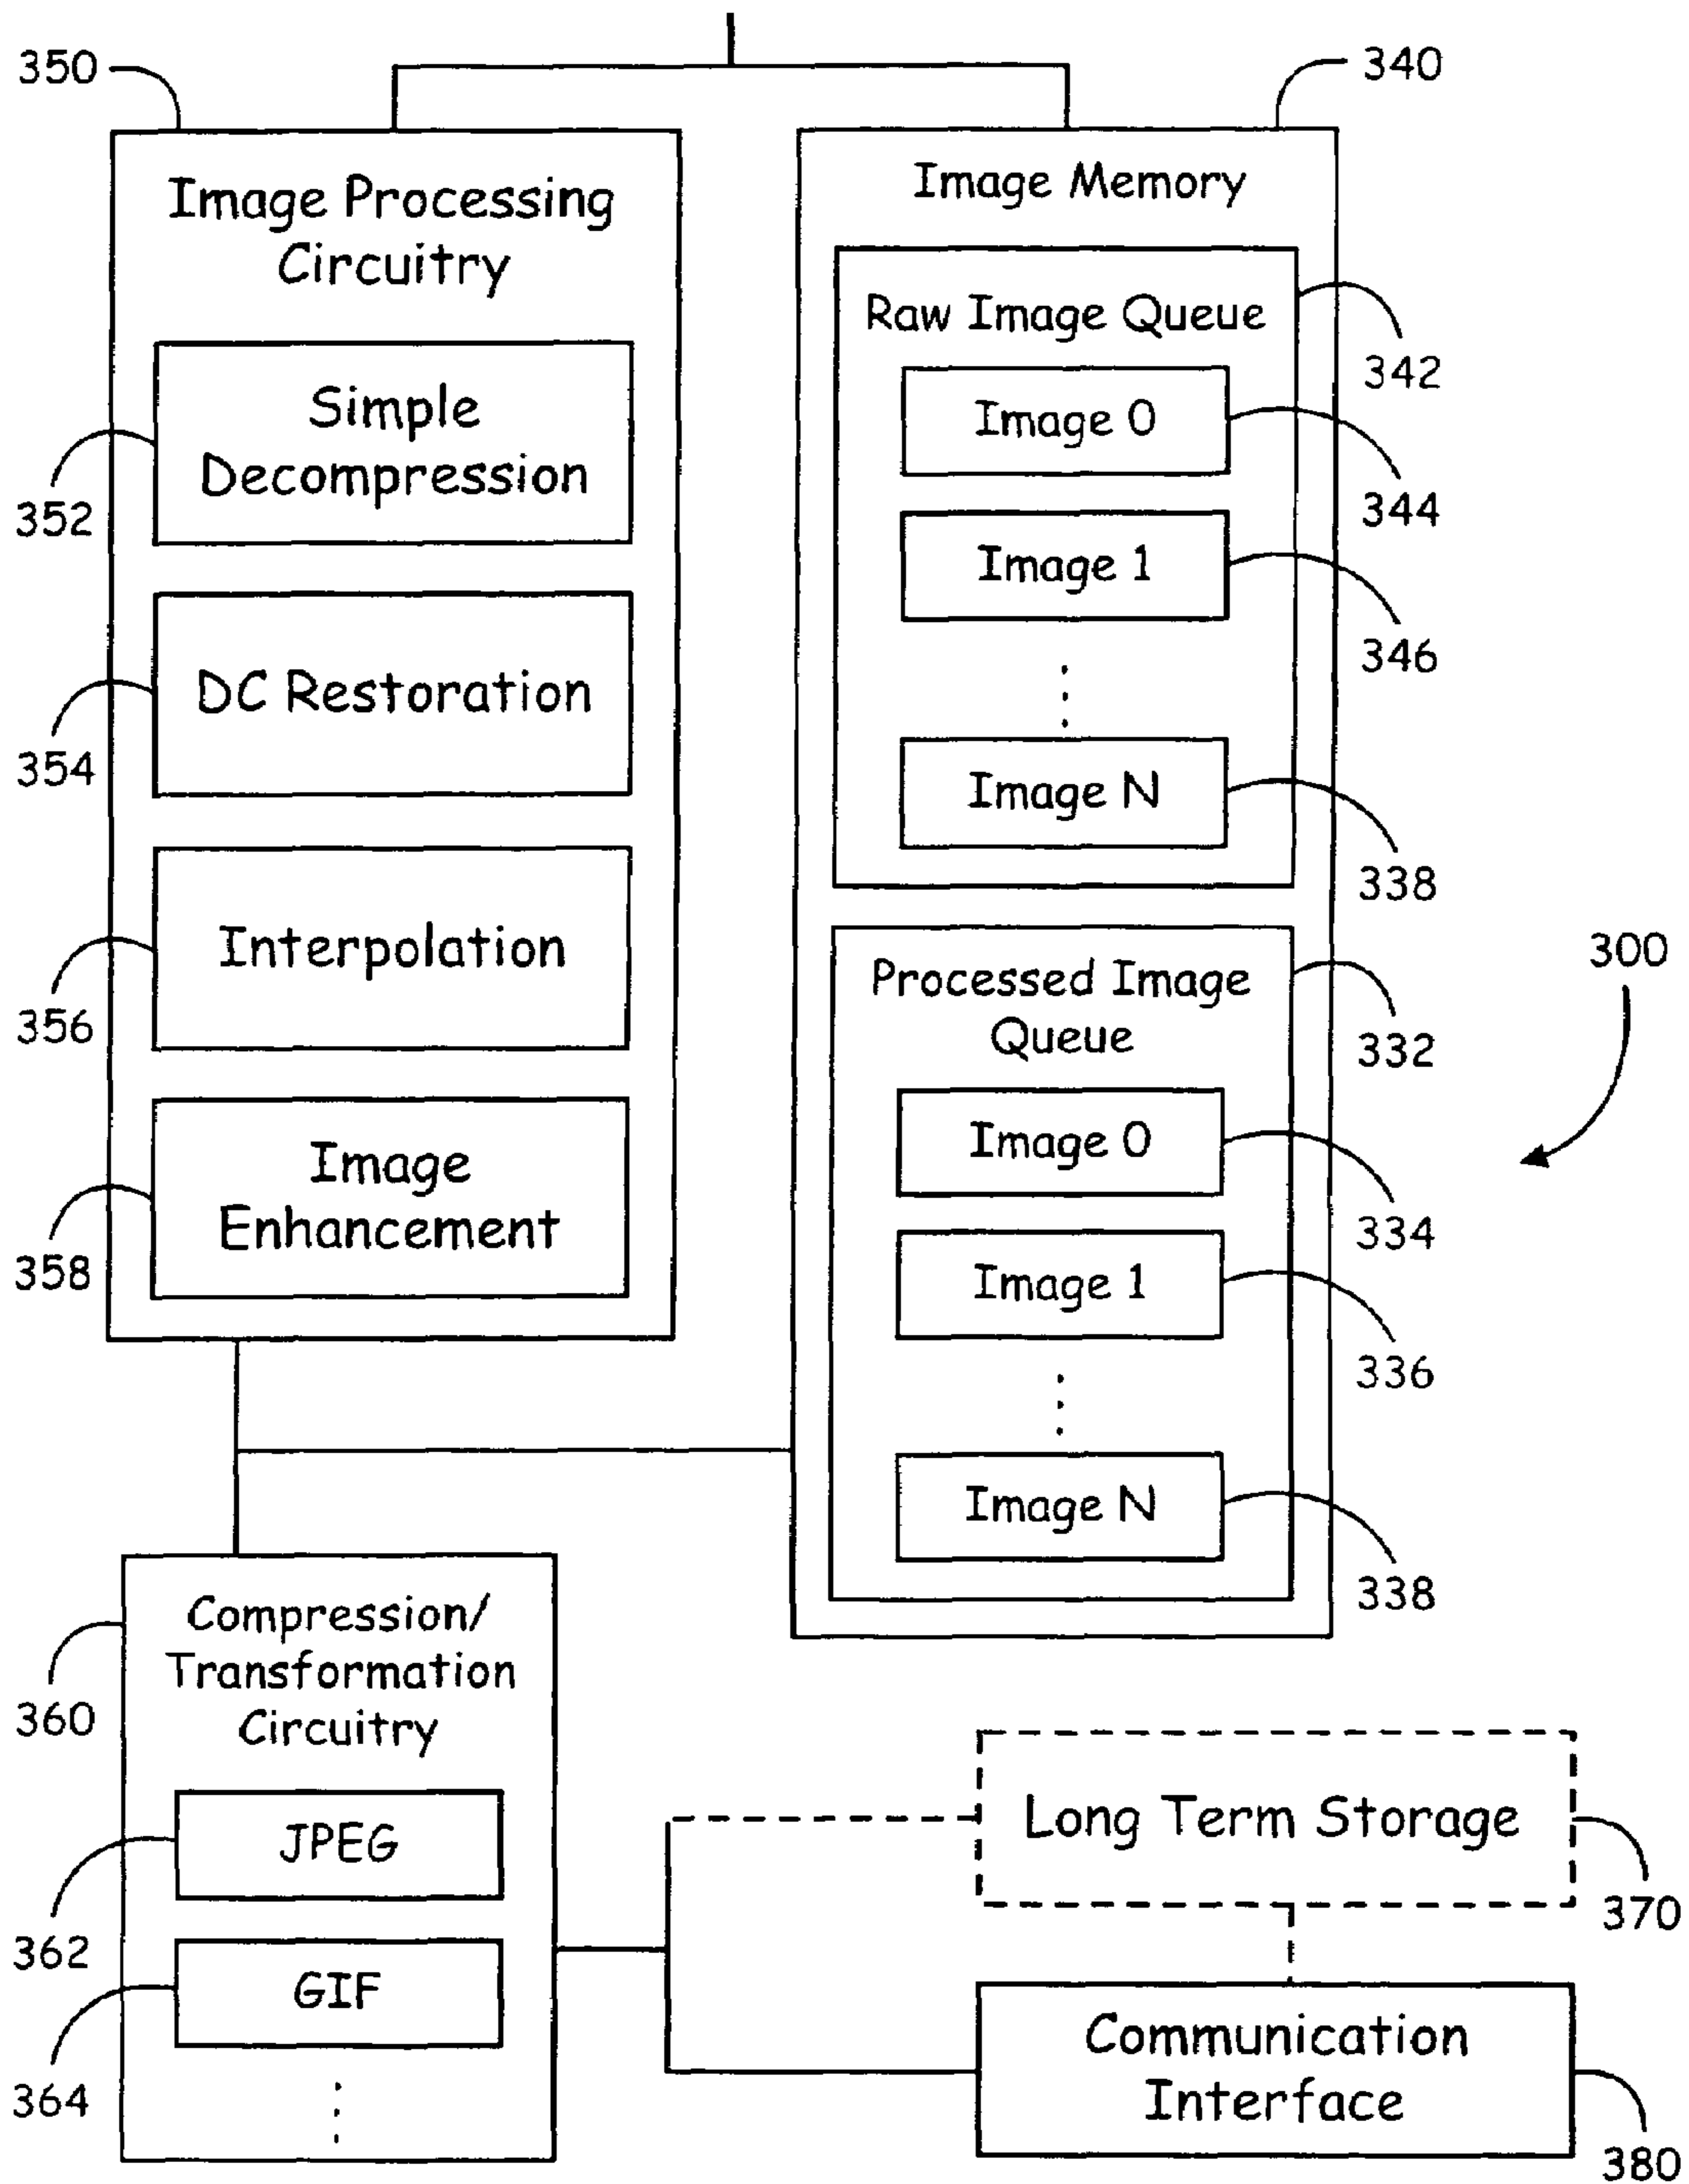 350
340
Image Processing
Circuitry
Simple
Decompression
352
DC Restoration
354
Interpolation
356
Image
Enhancement
358
Image Memory
Raw Image Queue
342
Image 0
344
Image 1
346
Image N
338
Processed Image
Queue
332
Image 0
334
Image 1
336
Image N
338
300
Compression/
Transformation
Circuitry
360
JPEG
362
GIF
364
Long Term Storage
370
Communication
Interface
380